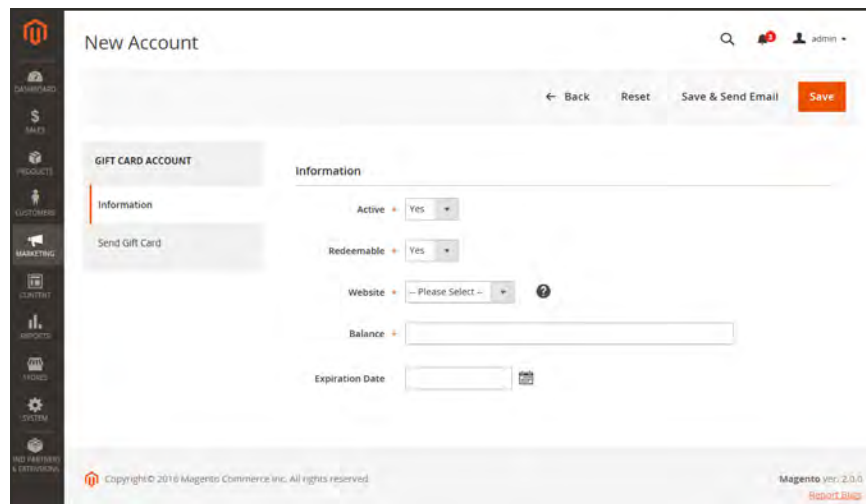 New Account
3
admin
← Back Reset Save & Send Email Save
DASHBOARD
$
SALES
PRODUCTS
CUSTOMERS
MARKETING
CONTENT
REPORTS
STORES
SYSTEM
FIND PARTNERS
& EXTENSIONS
GIFT CARD ACCOUNT
Information
Send Gift Card
Information
Active * Yes
Redeemable * Yes
Website * -- Please Select -- ?
Balance *
Expiration Date
Copyright© 2016 Magento Commerce Inc. All rights reserved.
Magento ver. 2.0.0
Report Bugs